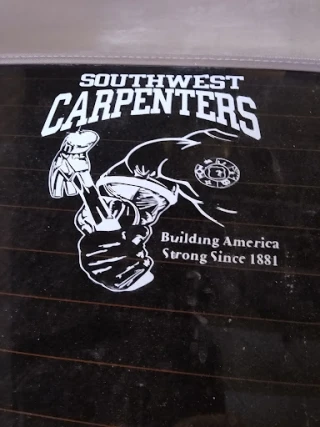 SOUTHWEST
CARPENTERS
Building America
Strong Since 1881